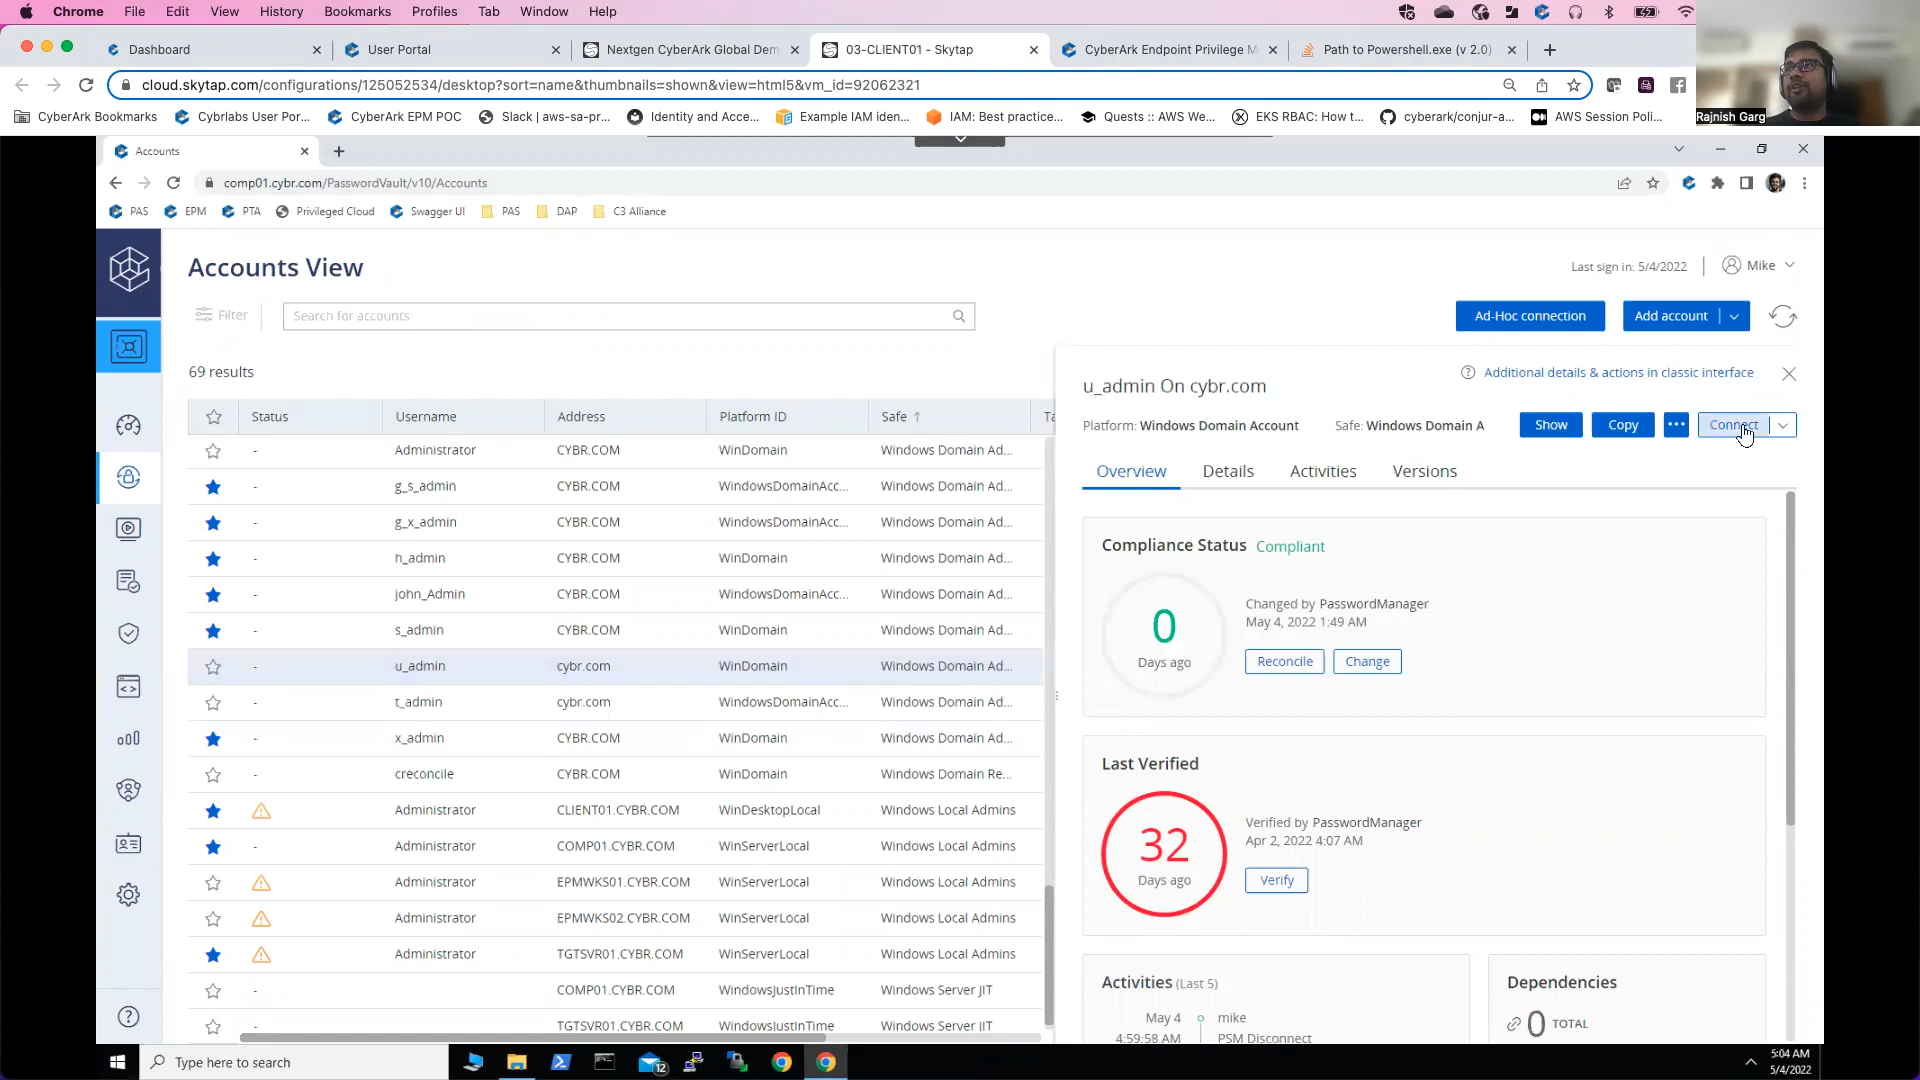 Chrome File Edit View History Bookmarks Profiles Tab Window Help
Dashboard User Portal Nextgen CyberArk Global Den 03-CLIENT01 - Skytap CyberArk Endpoint Privilege M Path to Powershell.exe (v 2.0)
cloud.skytap.com/configurations/125052534/desktop?sort=name&thumbnails=shown&view=html5&vm_id=92062321
CyberArk Bookmarks Cybrlabs User Por... CyberArk EPM POC Slack | aws-sa-pr... Identity and Acce... Example IAM iden... IAM: Best practice... Quests :: AWS We... EKS RBAC: How t... cyberark/conjur-a... AWS Session Poli...
Rajnish Garg
Accounts
comp01.cybr.com/PasswordVault/v10/Accounts
PAS EPM PTA Privileged Cloud Swagger UI PAS DAP C3 Alliance
Accounts View
Last sign in: 5/4/2022 Mike
Filter Search for accounts Ad-Hoc connection Add account
69 results
Additional details & actions in classic interface
u_admin On cybr.com
Platform: Windows Domain Account Safe: Windows Domain A Show Copy Connect
Overview Details Activities Versions
Status Username Address Platform ID Safe Ta
- Administrator CYBR.COM WinDomain Windows Domain Ad...
- g_s_admin CYBR.COM WindowsDomainAcc... Windows Domain Ad...
- g_x_admin CYBR.COM WindowsDomainAcc... Windows Domain Ad...
- h_admin CYBR.COM WinDomain Windows Domain Ad...
- john_Admin CYBR.COM WindowsDomainAcc... Windows Domain Ad...
- s_admin CYBR.COM WinDomain Windows Domain Ad...
- u_admin cybr.com WinDomain Windows Domain Ad...
- t_admin cybr.com WindowsDomainAcc... Windows Domain Ad...
- x_admin CYBR.COM WinDomain Windows Domain Ad...
- creconcile CYBR.COM WinDomain Windows Domain Re...
Administrator CLIENT01.CYBR.COM WinDesktopLocal Windows Local Admins
- Administrator COMP01.CYBR.COM WinServerLocal Windows Local Admins
Administrator EPMWKS01.CYBR.COM WinServerLocal Windows Local Admins
Administrator EPMWKS02.CYBR.COM WinServerLocal Windows Local Admins
Administrator TGTSVR01.CYBR.COM WinServerLocal Windows Local Admins
- COMP01.CYBR.COM WindowsJustInTime Windows Server JIT
- TGTSVR01.CYBR.COM WindowsJustInTime Windows Server JIT
Compliance Status Compliant
0
Days ago
Changed by PasswordManager
May 4, 2022 1:49 AM
Reconcile Change
Last Verified
32
Days ago
Verified by PasswordManager
Apr 2, 2022 4:07 AM
Verify
Activities (Last 5)
May 4 mike
4:59:58 AM PSM Disconnect
Dependencies
0 TOTAL
Type here to search
12
5:04 AM
5/4/2022